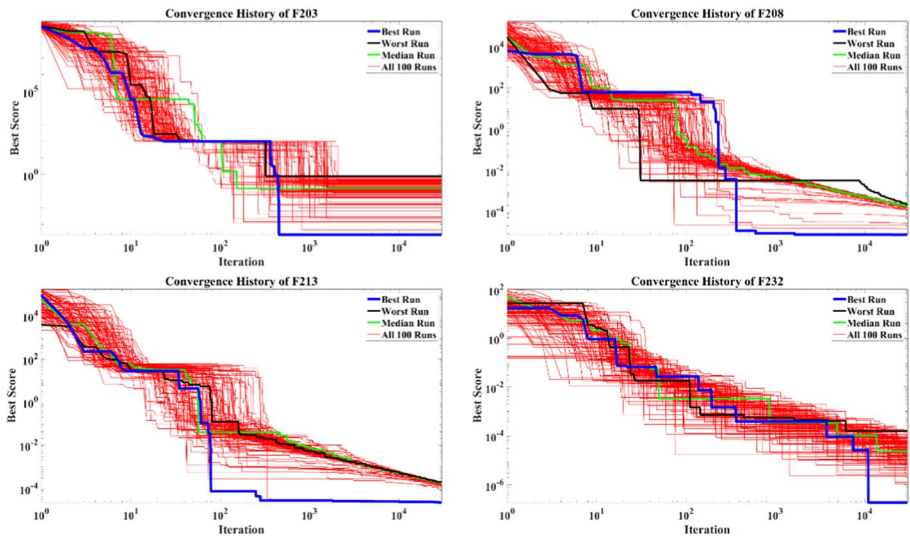 Convergence History of F203
Best Score
10^5
10^0
10^0 10^1 10^2 10^3 10^4
Iteration
Best Run
Worst Run
Median Run
All 100 Runs
Convergence History of F208
Best Score
10^4
10^2
10^0
10^-2
10^-4
10^0 10^1 10^2 10^3 10^4
Iteration
Best Run
Worst Run
Median Run
All 100 Runs
Convergence History of F213
Best Score
10^4
10^2
10^0
10^-2
10^-4
10^0 10^1 10^2 10^3 10^4
Iteration
Best Run
Worst Run
Median Run
All 100 Runs
Convergence History of F232
Best Score
10^2
10^0
10^-2
10^-4
10^-6
10^0 10^1 10^2 10^3 10^4
Iteration
Best Run
Worst Run
Median Run
All 100 Runs